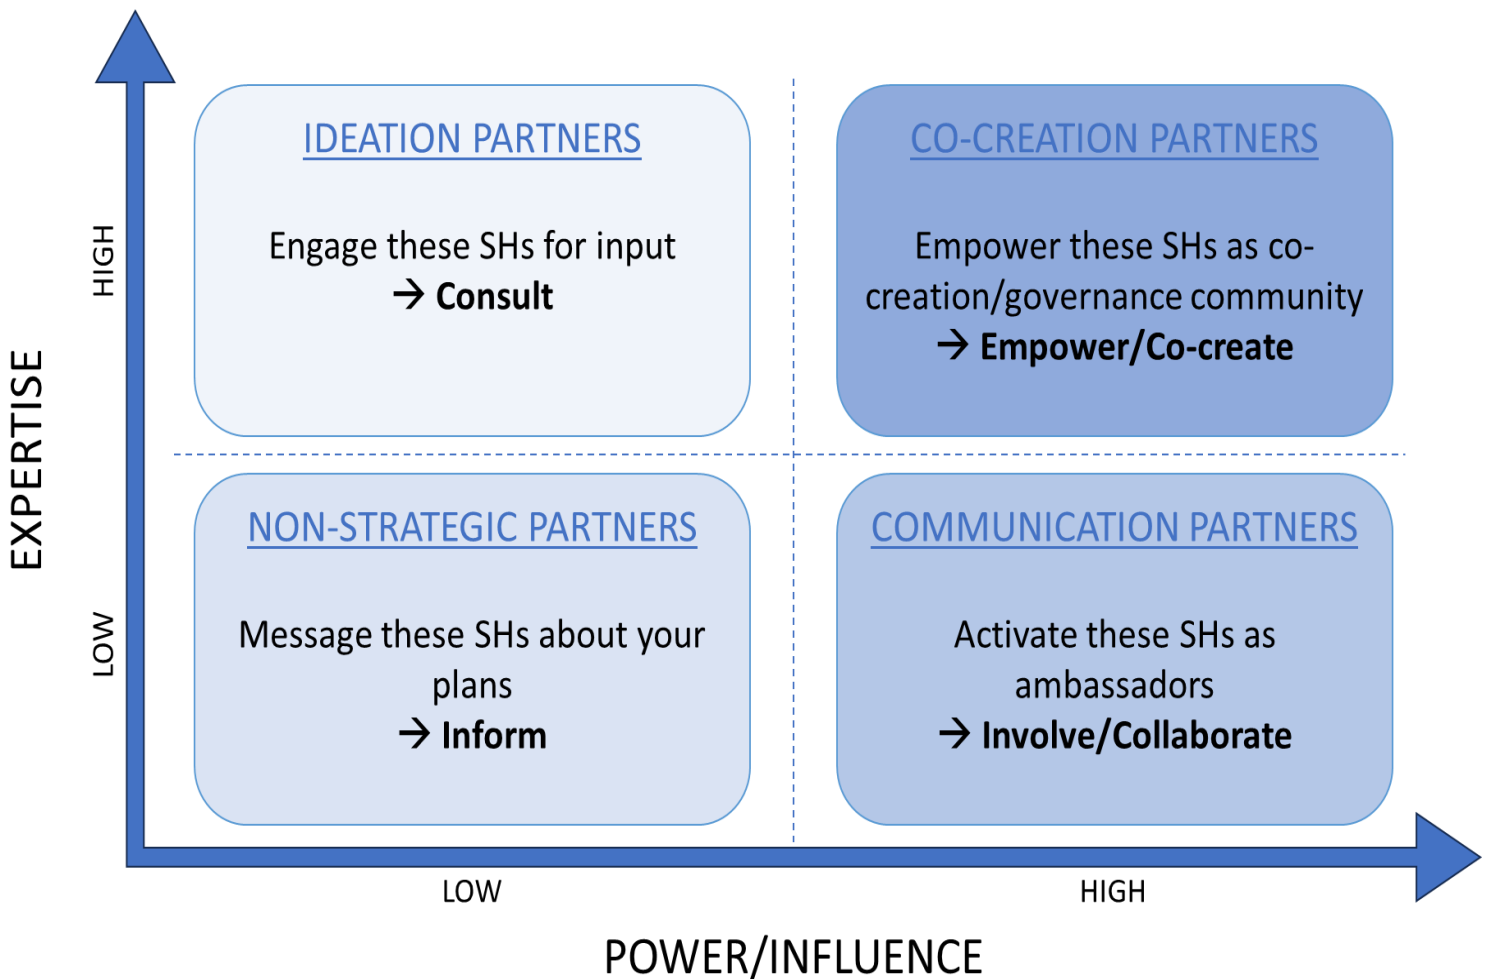 IDEATION PARTNERS
Engage these SHs for input
→ Consult
CO-CREATION PARTNERS
Empower these SHs as co-
creation/governance community
→ Empower/Co-create
HIGH
EXPERTISE
LOW
NON-STRATEGIC PARTNERS
Message these SHs about your
plans
→ Inform
COMMUNICATION PARTNERS
Activate these SHs as
ambassadors
→ Involve/Collaborate
LOW
HIGH
POWER/INFLUENCE